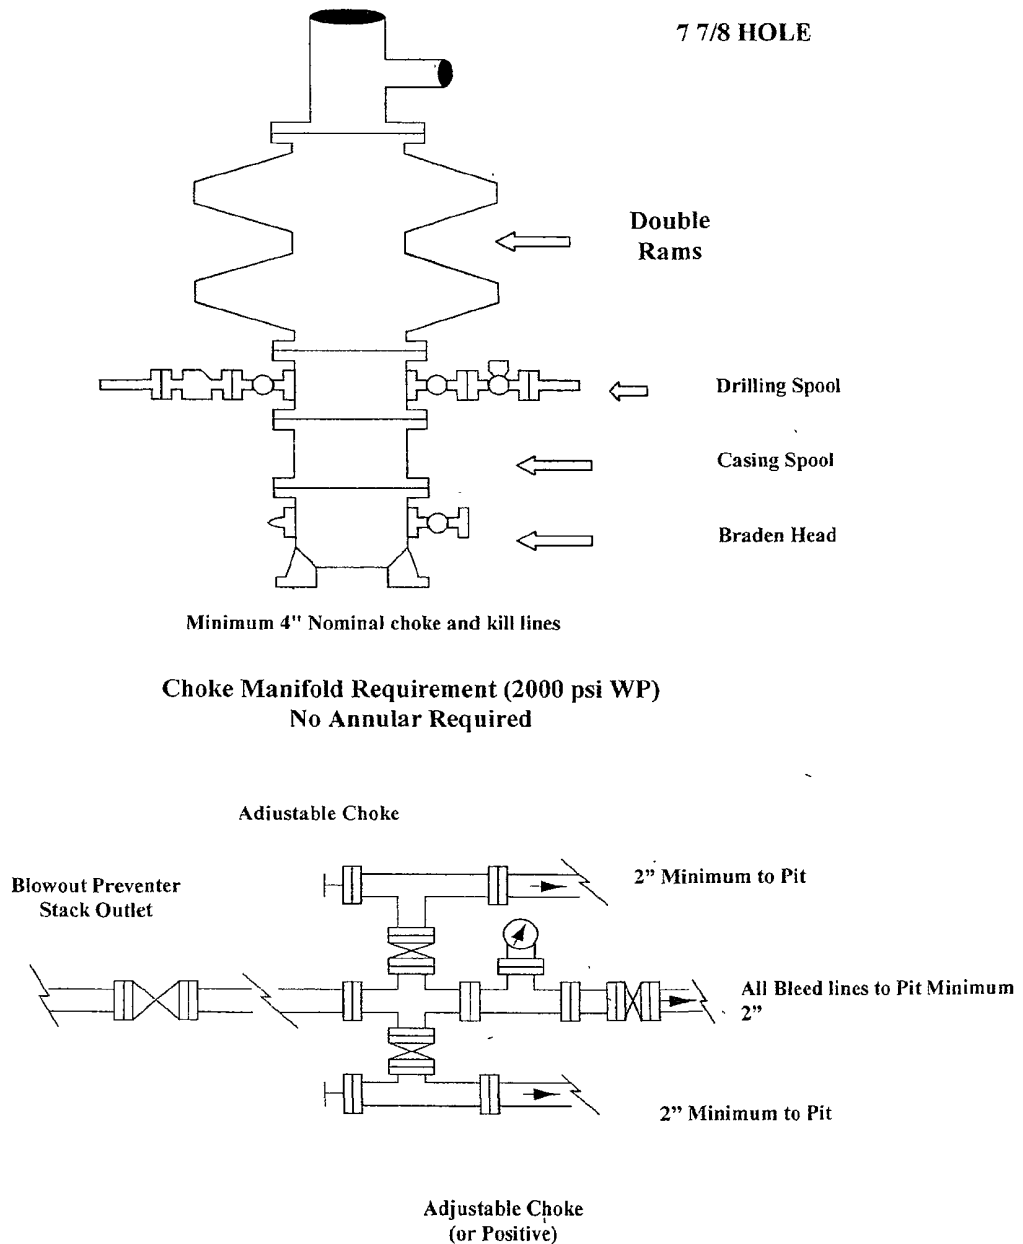 7 7/8 HOLE
Double
Rams
Drilling Spool
Casing Spool
Braden Head
Minimum 4" Nominal choke and kill lines
Choke Manifold Requirement (2000 psi WP)
No Annular Required
Adjustable Choke
Blowout Preventer
Stack Outlet
2” Minimum to Pit
All Bleed lines to Pit Minimum
2”
2” Minimum to Pit
Adjustable Choke
(or Positive)